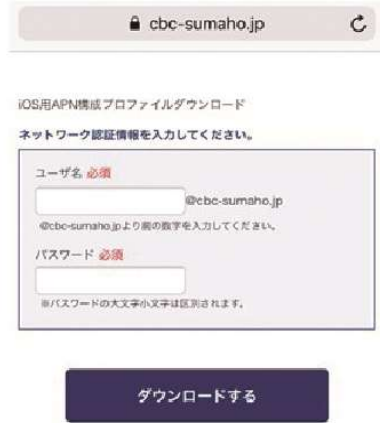 cbc-sumaho.jp
iOS用APN構成プロファイルダウンロード
ネットワーク認証情報を入力してください。
ユーザ名 必須
@cbc-sumaho.jp
@cbc-sumaho.jpより前の数字を入力してください。
パスワード 必須
※パスワードの大文字小文字は区別されます。
ダウンロードする